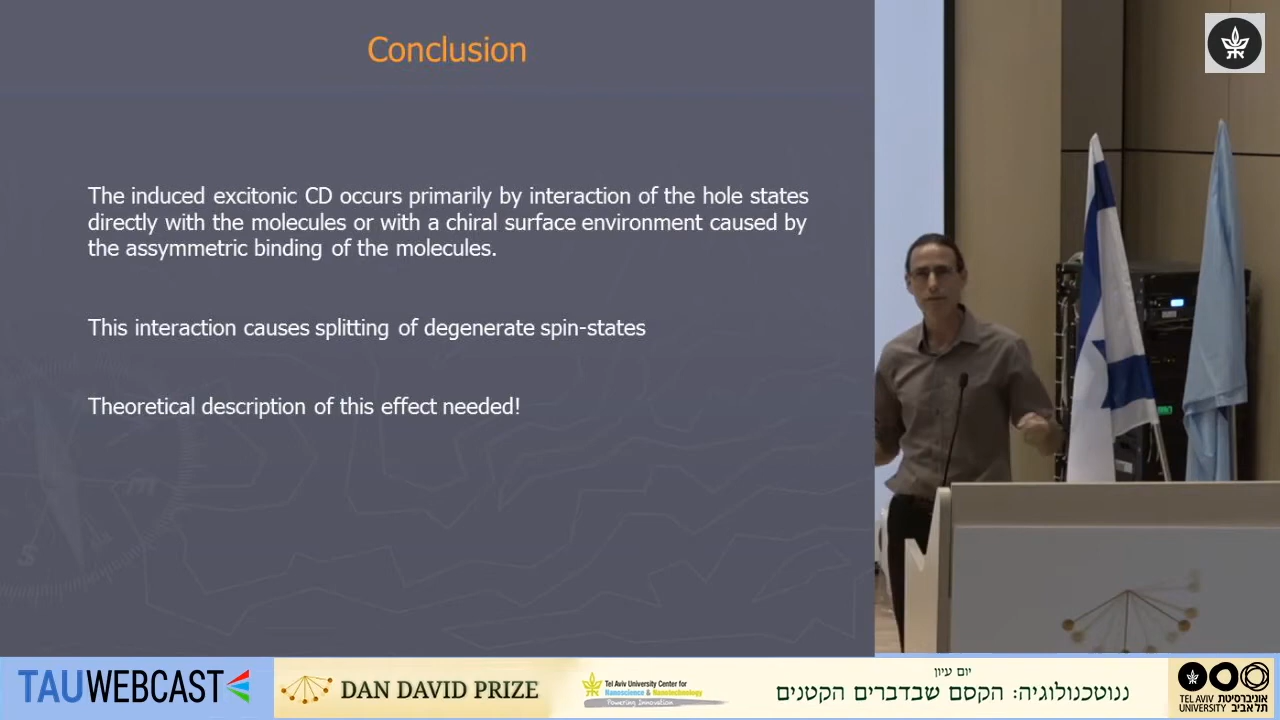 Conclusion
The induced excitonic CD occurs primarily by interaction of the hole states
directly with the molecules or with a chiral surface environment caused by
the assymmetric binding of the molecules.
This interaction causes splitting of degenerate spin-states
Theoretical description of this effect needed!
TAUWEBCAST
DAN DAVID PRIZE
Tel Aviv University Center for
Nanoscience & Nanotechnology
Powering Innovation
יום עיון
ננוטכנולוגיה: הקסם שבדברים הקטנים
TEL AVIV אוניברסיטת
UNIVERSITY תל אביב